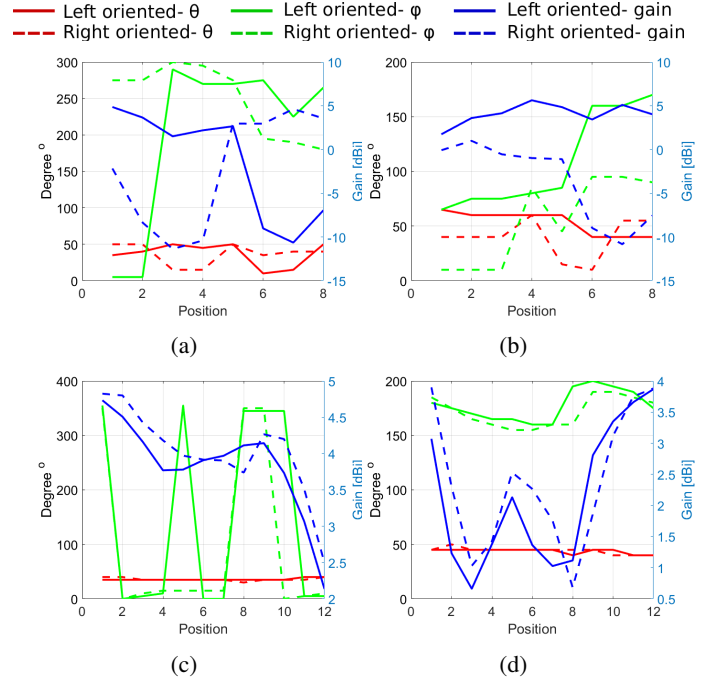 Left oriented- θ Left oriented- φ Left oriented- gain
Right oriented- θ Right oriented- φ Right oriented- gain
300 250 200 150 100 50 0
Degree °
0 2 4 6 8
Position
10 5 0 -5 -10 -15
Gain [dBi]
(a)
200 150 100 50 0
Degree °
0 2 4 6 8
Position
10 5 0 -5 -10 -15
Gain [dBi]
(b)
400 300 200 100 0
Degree °
0 2 4 6 8 10 12
Position
5 4.5 4 3.5 3 2.5 2
Gain [dBi]
(c)
200 150 100 50 0
Degree °
0 2 4 6 8 10 12
Position
4 3.5 3 2.5 2 1.5 1 0.5
Gain [dBi]
(d)